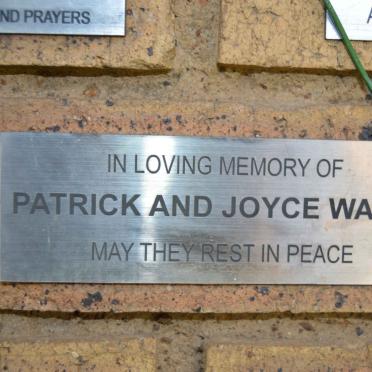 ND PRAYERS
A
IN LOVING MEMORY OF
PATRICK AND JOYCE WA
MAY THEY REST IN PEACE